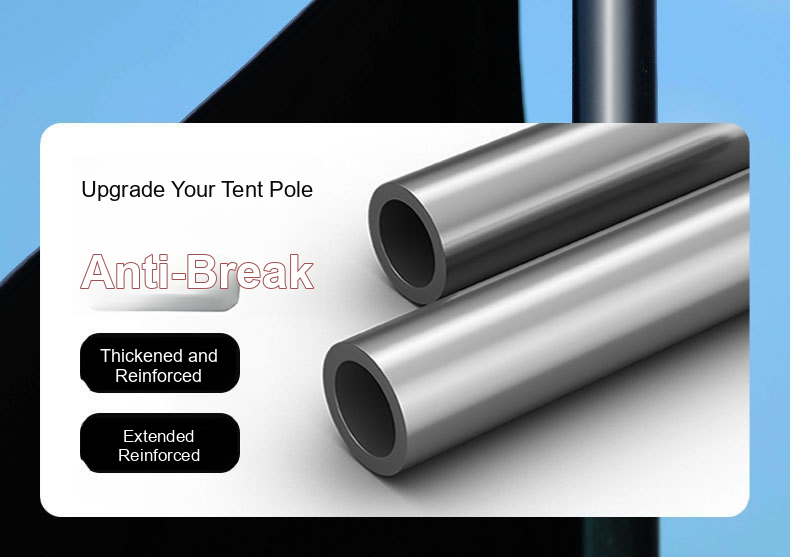 Upgrade Your Tent Pole
Anti-Break
Thickened and
Reinforced
Extended
Reinforced